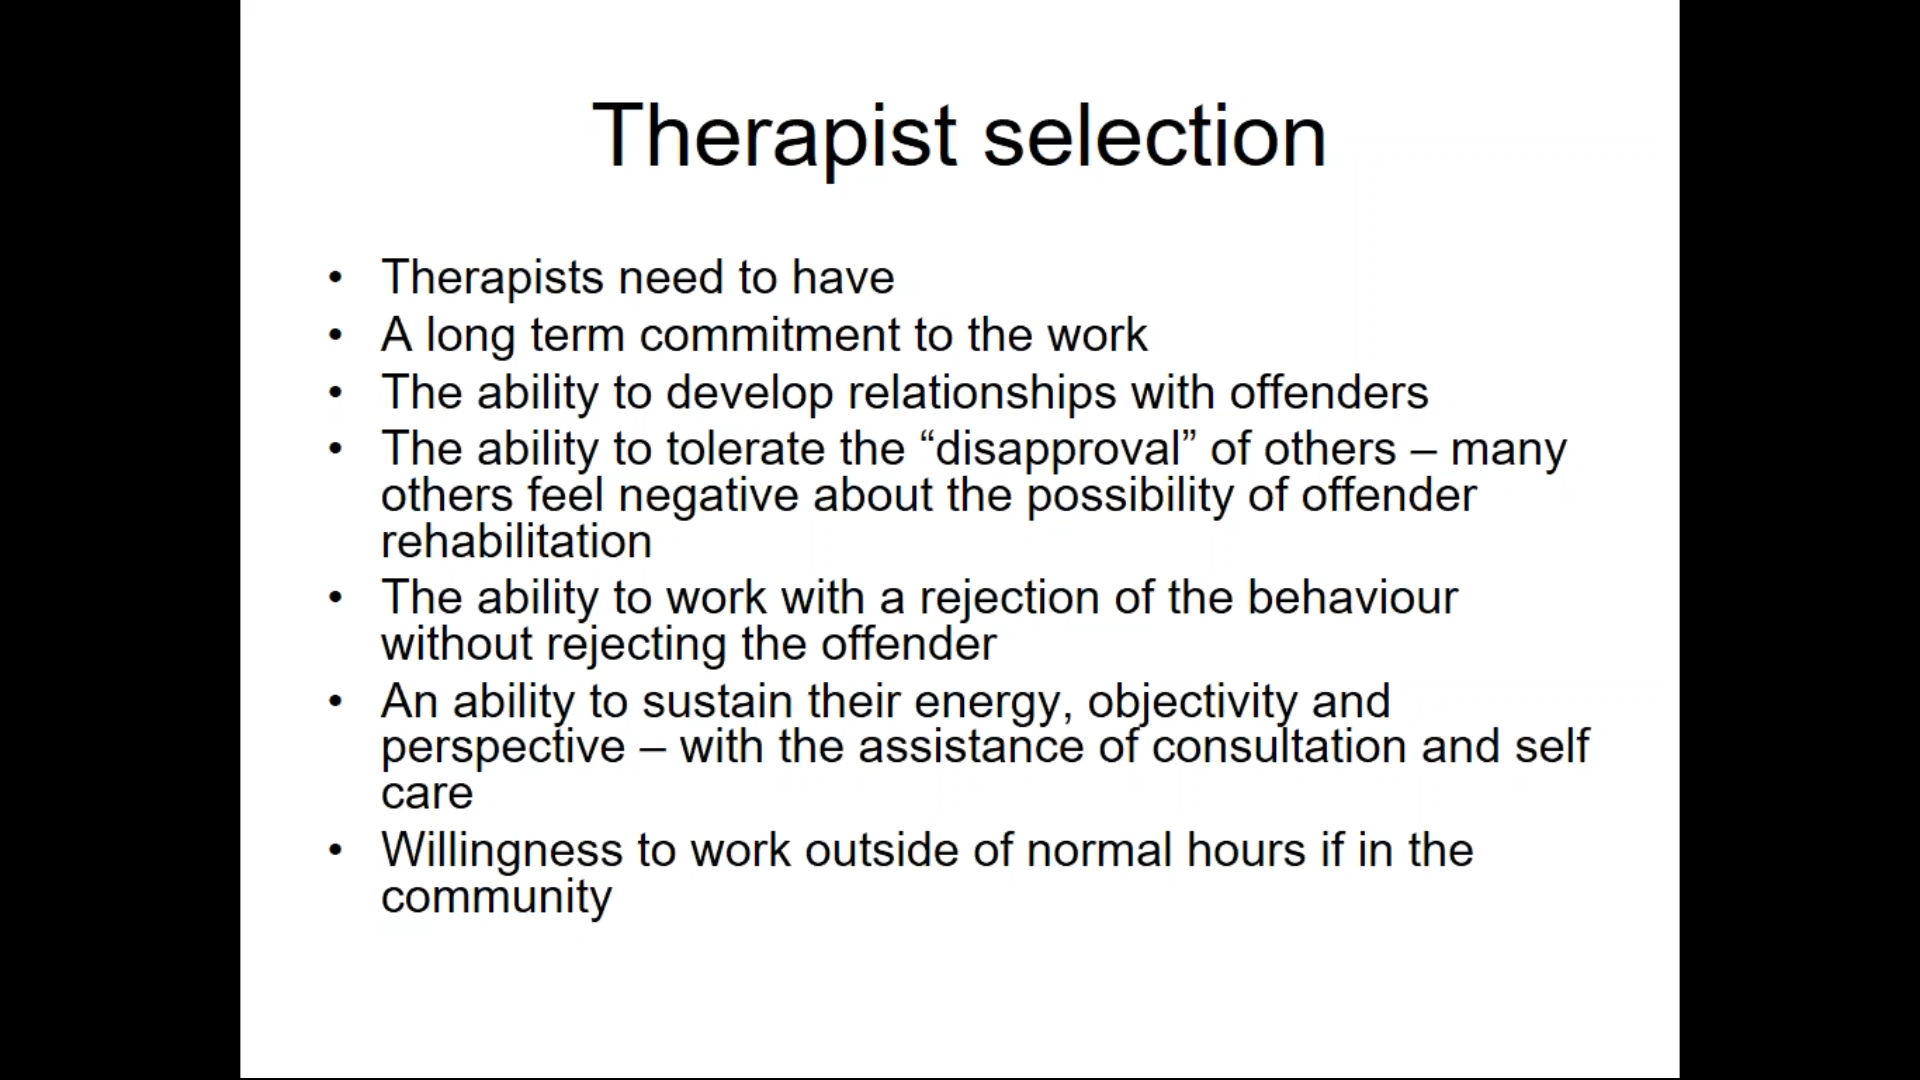 Therapist selection
• Therapists need to have
• A long term commitment to the work
• The ability to develop relationships with offenders
• The ability to tolerate the “disapproval” of others – many
others feel negative about the possibility of offender
rehabilitation
• The ability to work with a rejection of the behaviour
without rejecting the offender
• An ability to sustain their energy, objectivity and
perspective – with the assistance of consultation and self
care
• Willingness to work outside of normal hours if in the
community